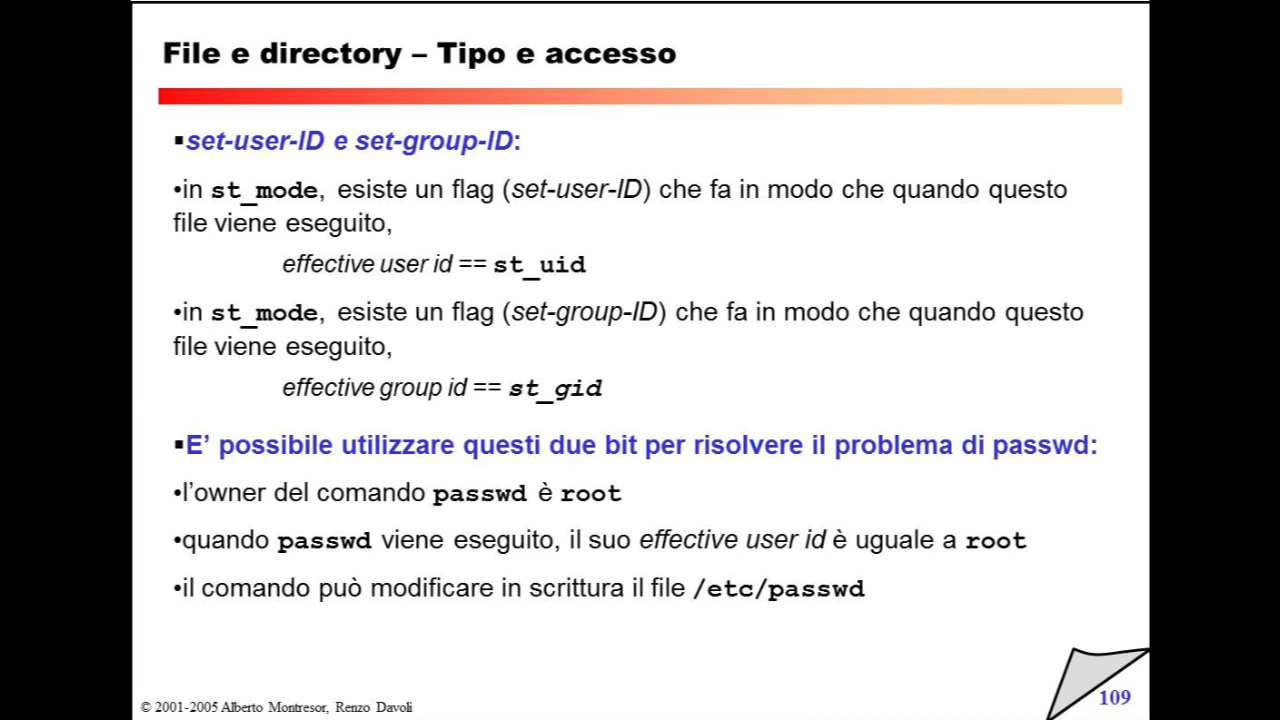 File e directory – Tipo e accesso
▪set-user-ID e set-group-ID:
•in st_mode, esiste un flag (set-user-ID) che fa in modo che quando questo
file viene eseguito,
effective user id == st_uid
•in st_mode, esiste un flag (set-group-ID) che fa in modo che quando questo
file viene eseguito,
effective group id == st_gid
▪E’ possibile utilizzare questi due bit per risolvere il problema di passwd:
•l’owner del comando passwd è root
•quando passwd viene eseguito, il suo effective user id è uguale a root
•il comando può modificare in scrittura il file /etc/passwd
© 2001-2005 Alberto Montresor, Renzo Davoli
109